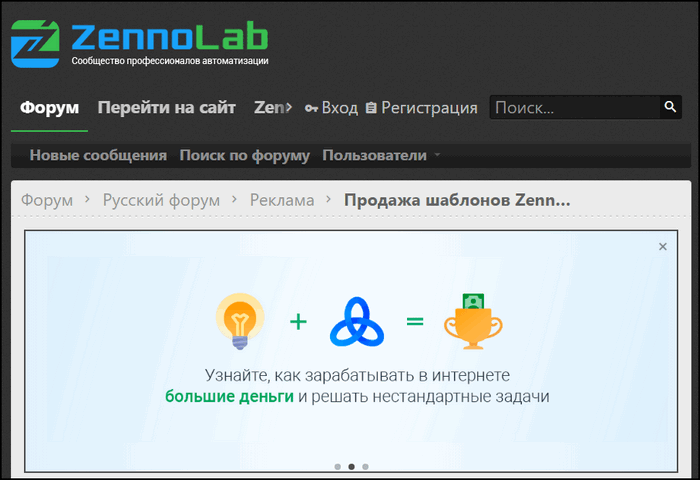 ZennoLab
Сообщество профессионалов автоматизации
Форум Перейти на сайт Zen Вход Регистрация Поиск...
Новые сообщения Поиск по форуму Пользователи
Форум Русский форум Реклама Продажа шаблонов Zenn...
Узнайте, как зарабатывать в интернете
большие деньги и решать нестандартные задачи